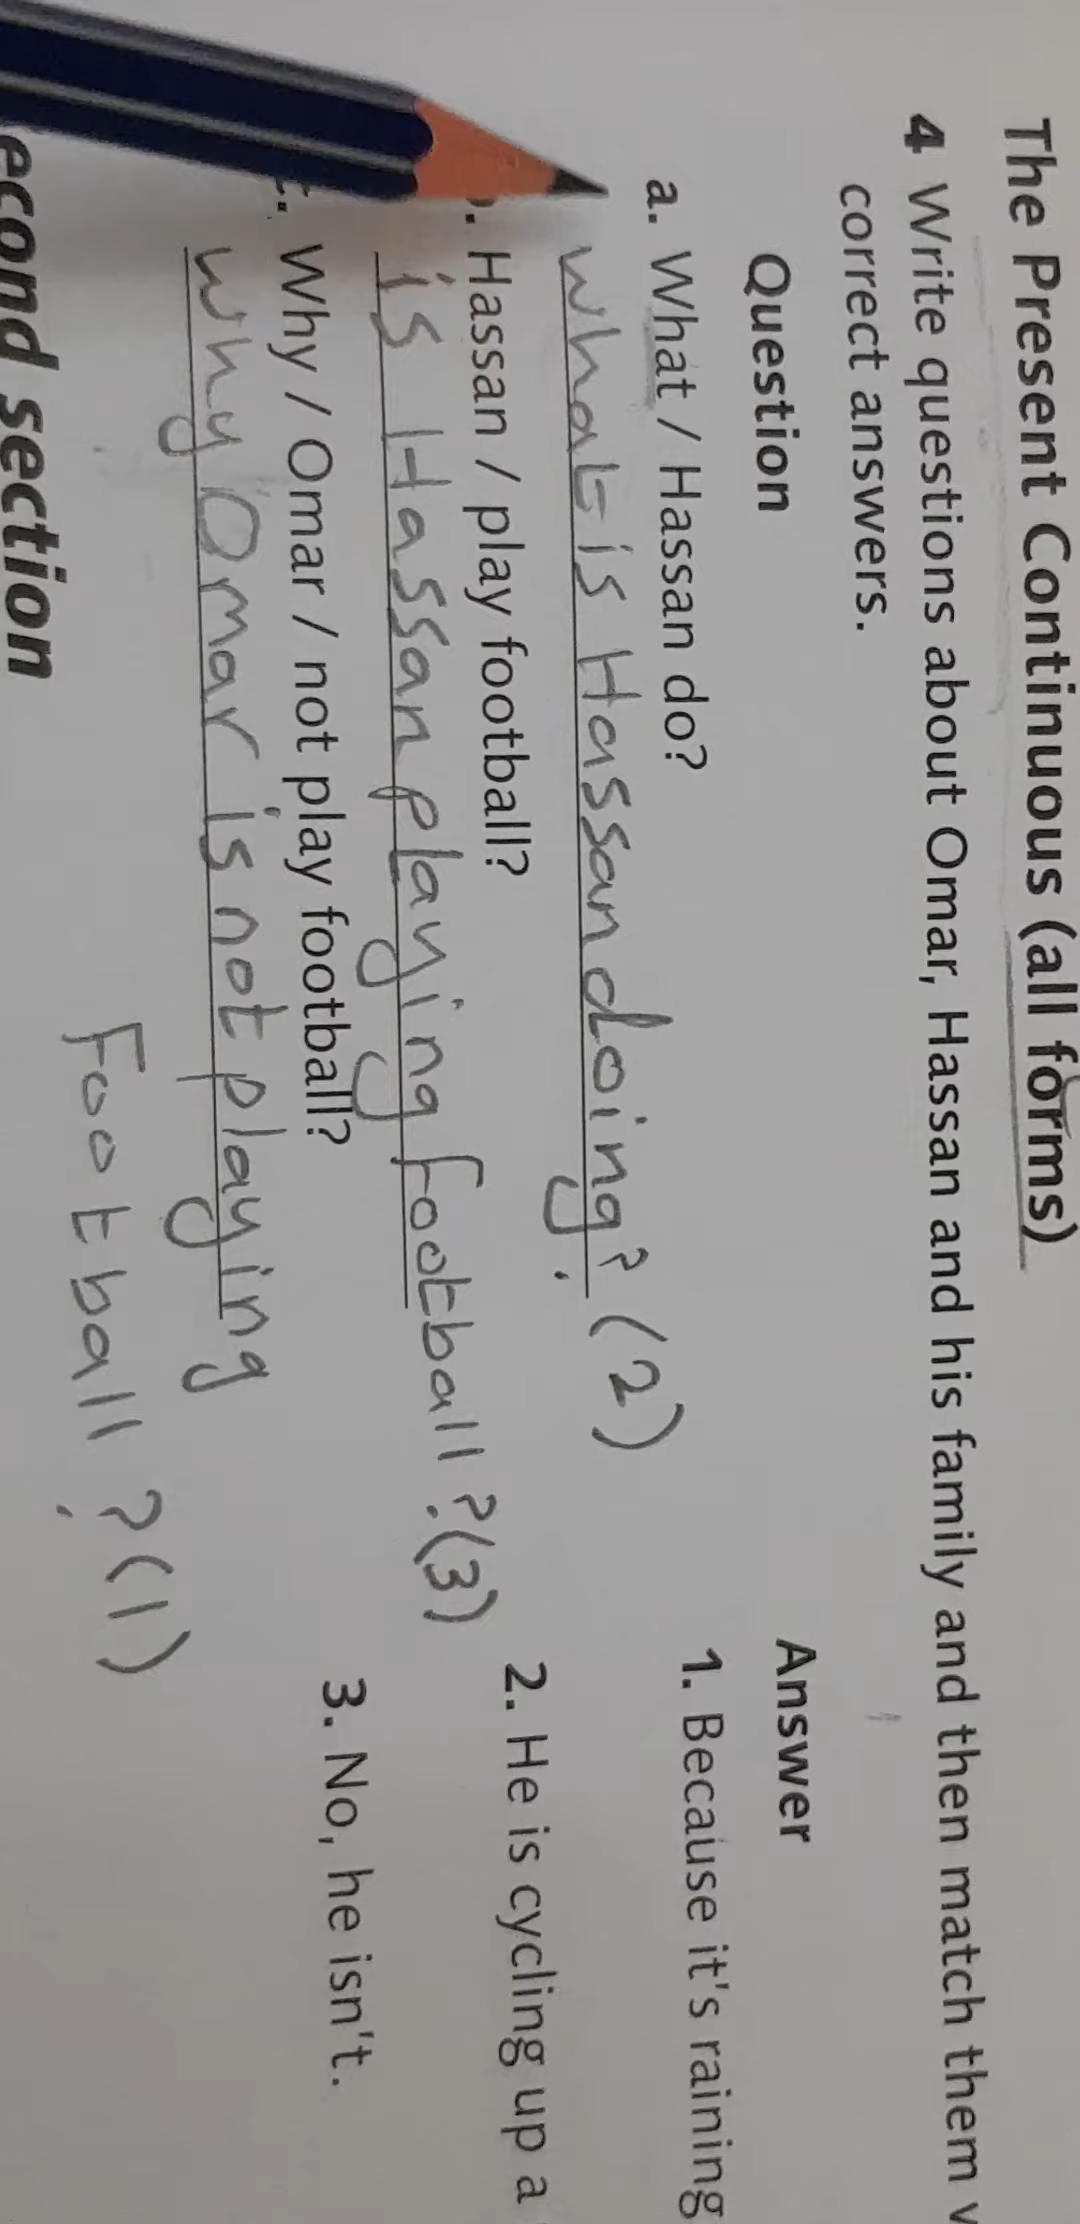 The Present Continuous (all forms)
4 Write questions about Omar, Hassan and his family and then match them
correct answers.
Question Answer
a. What / Hassan do? 1. Because it's raining
what is Hassan doing? (2)
. Hassan / play football? 2. He is cycling up a
is Hassan playing football? (3)
. Why / Omar / not play football? 3. No, he isn't.
why Omar is not playing
Football? (1)
econd section